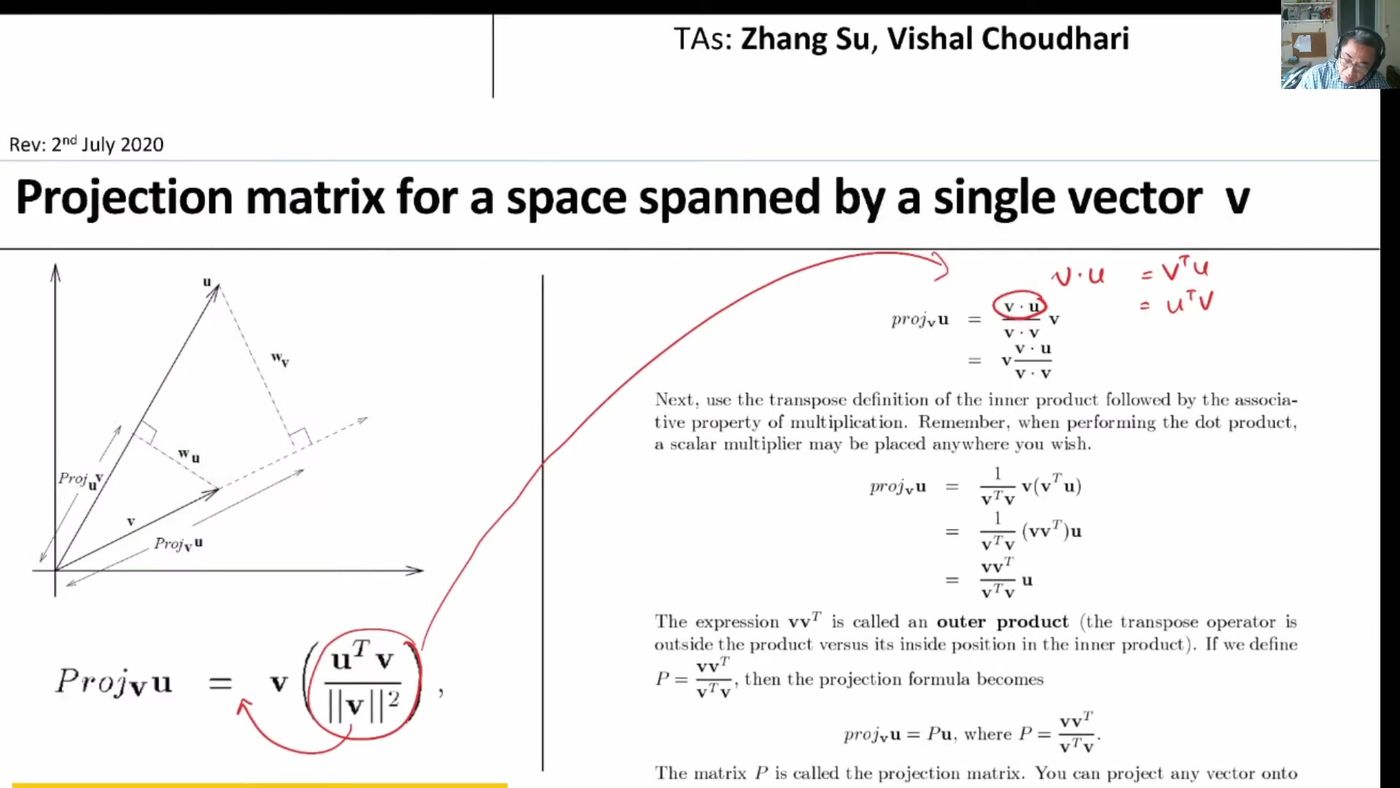 TAs: Zhang Su, Vishal Choudhari
Rev: 2nd July 2020
Projection matrix for a space spanned by a single vector v
u
w_v
w_u
Proj_u v
v
Proj_v u
Proj_v u = v (u^T v / ||v||^2),
v · u = v^T u
= u^T v
proj_v u = (v · u / v · v) v
= v (v · u / v · v)
Next, use the transpose definition of the inner product followed by the associa-
tive property of multiplication. Remember, when performing the dot product,
a scalar multiplier may be placed anywhere you wish.
proj_v u = (1 / v^T v) v(v^T u)
= (1 / v^T v) (vv^T)u
= (vv^T / v^T v) u
The expression vv^T is called an outer product (the transpose operator is
outside the product versus its inside position in the inner product). If we define
P = vv^T / v^T v, then the projection formula becomes
proj_v u = Pu, where P = vv^T / v^T v.
The matrix P is called the projection matrix. You can project any vector onto